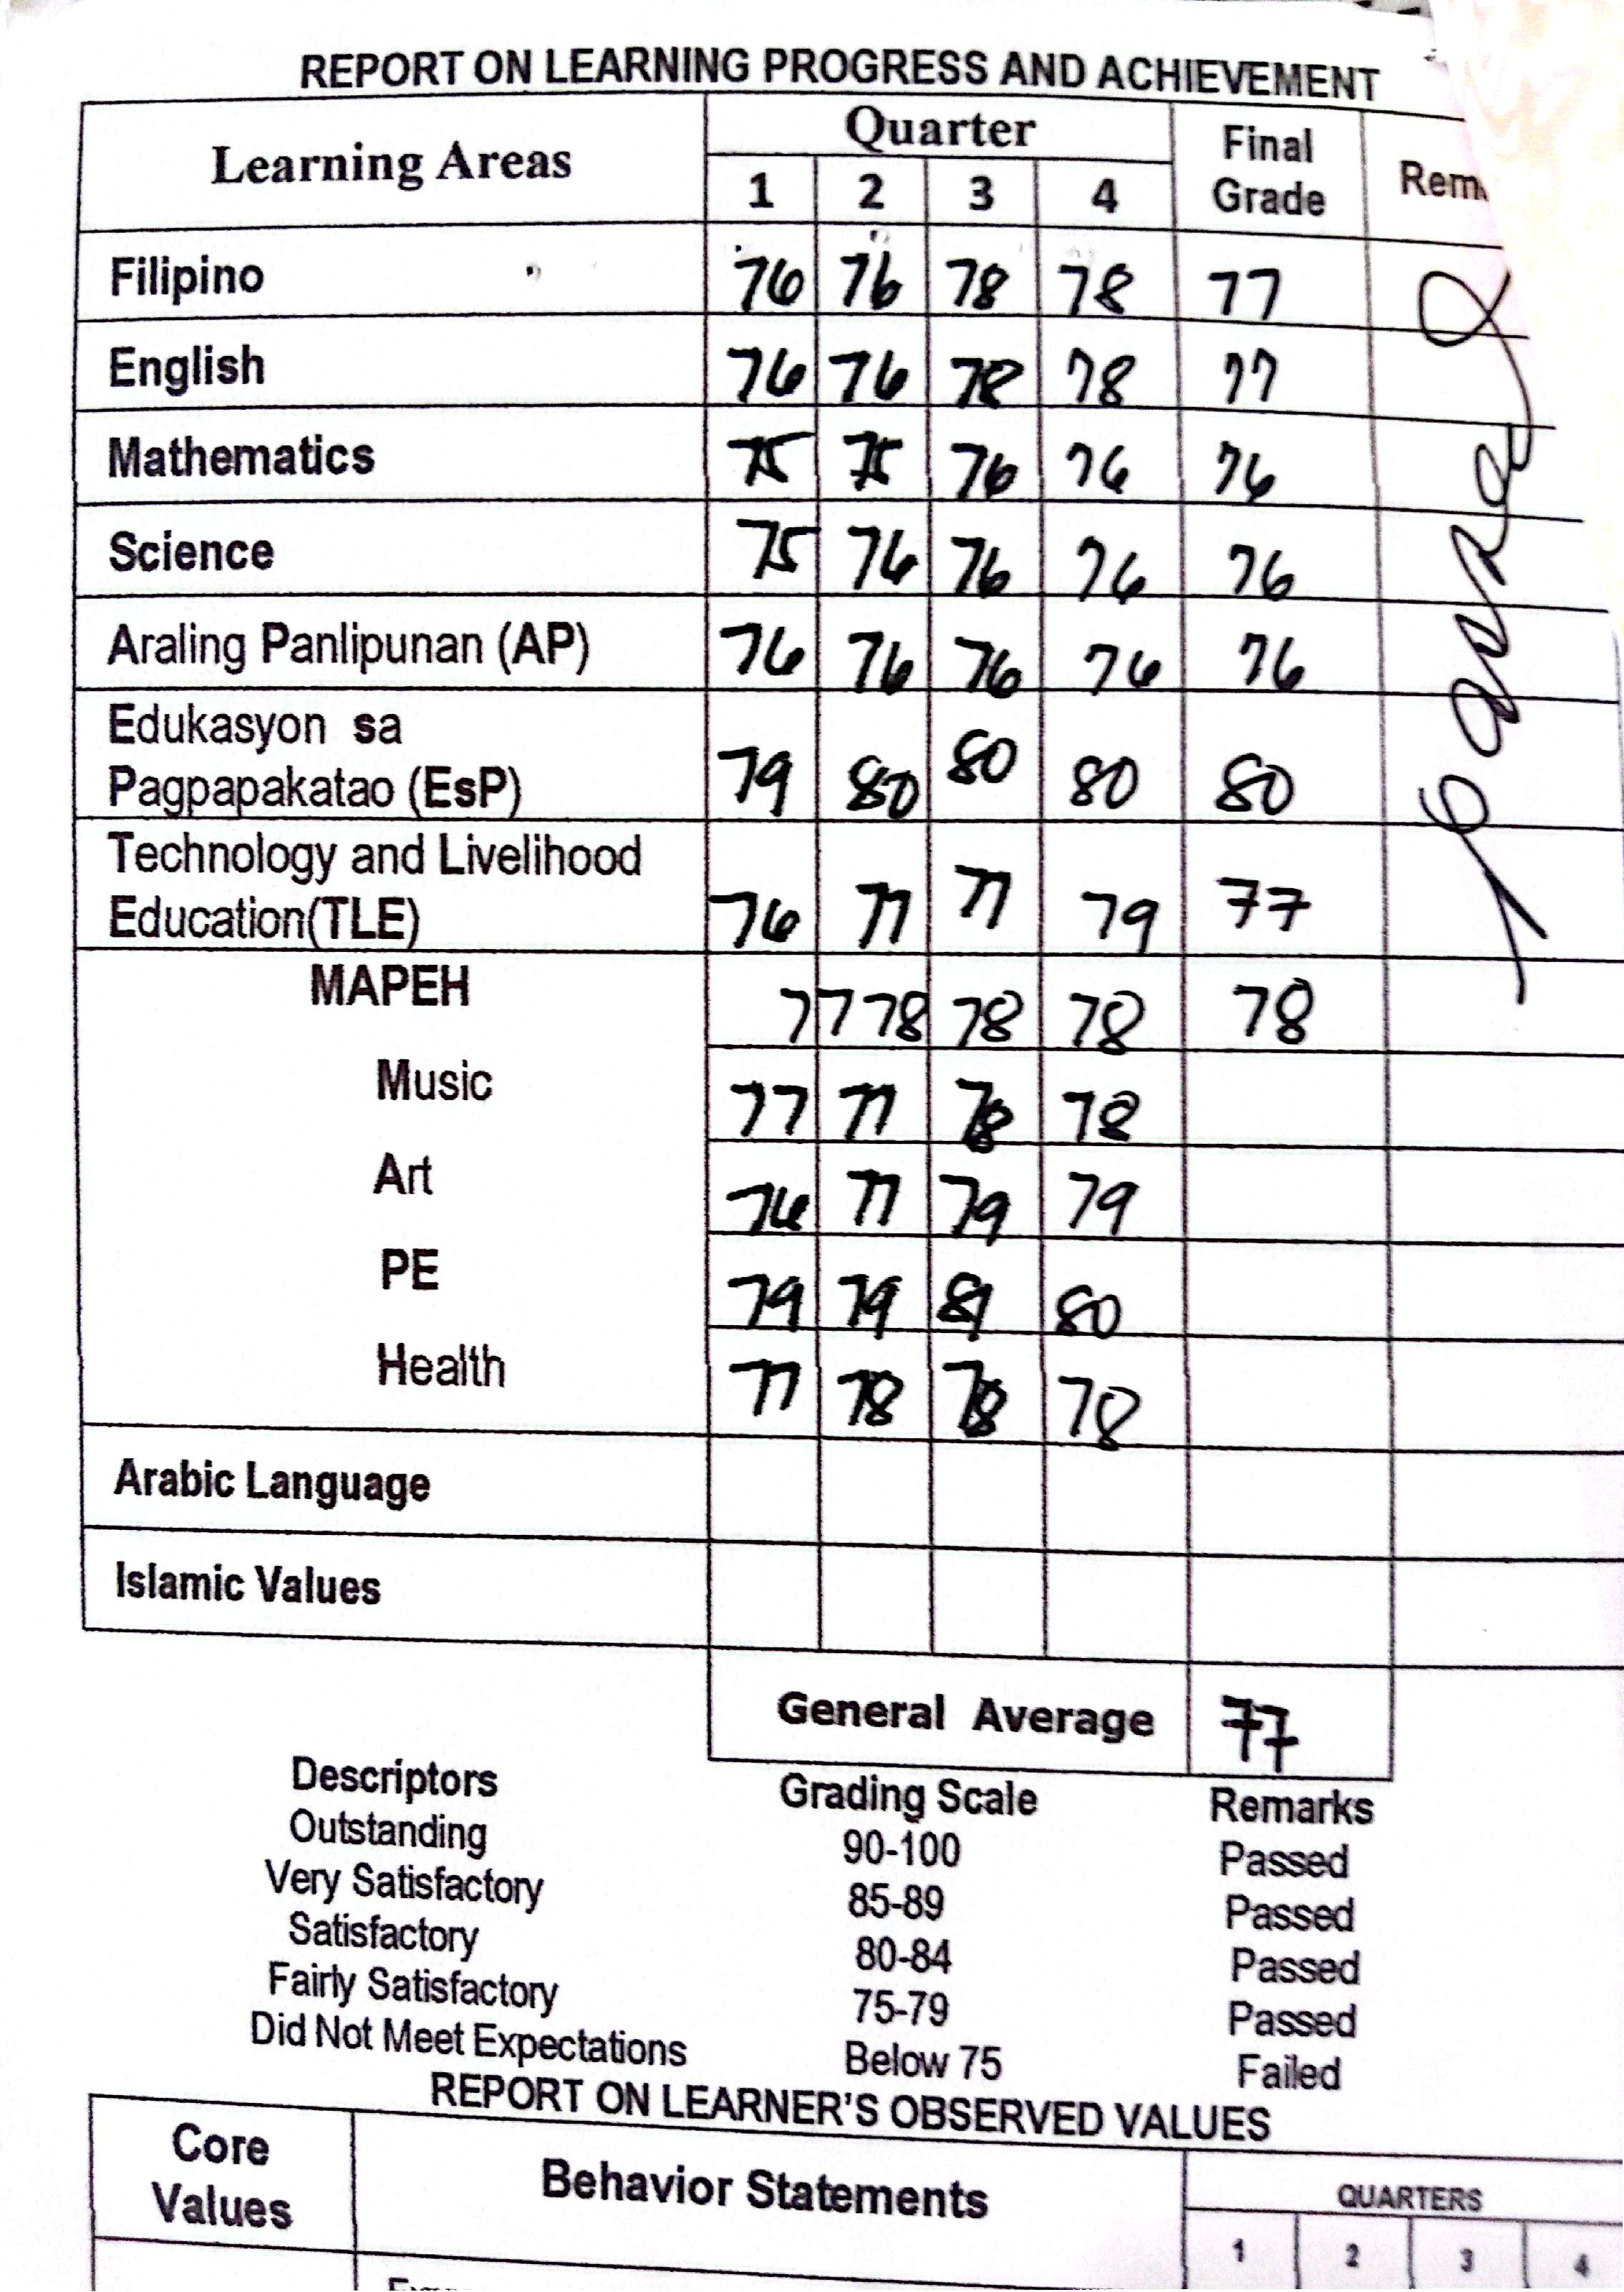 REPORT ON LEARNING PROGRESS AND ACHIEVEMENT
Learning Areas Quarter Final Grade
1 2 3 4
Filipino 76 76 78 78 77
English 76 76 78 78 77
Mathematics 75 75 76 76 76
Science 75 76 76 76 76
Araling Panlipunan (AP) 76 76 76 76 76
Edukasyon sa
Pagpapakatao (EsP) 79 80 80 80 80
Technology and Livelihood
Education(TLE) 76 77 77 79 77
MAPEH 77 78 78 78 78
Music 77 77 78 78
Art 76 77 79 79
PE 79 79 81 80
Health 77 78 78 78
Arabic Language
Islamic Values
General Average 77
Descriptors Grading Scale Remarks
Outstanding 90-100 Passed
Very Satisfactory 85-89 Passed
Satisfactory 80-84 Passed
Fairly Satisfactory 75-79 Passed
Did Not Meet Expectations Below 75 Failed
REPORT ON LEARNER'S OBSERVED VALUES
Core Values Behavior Statements QUARTERS
1 2 3 4